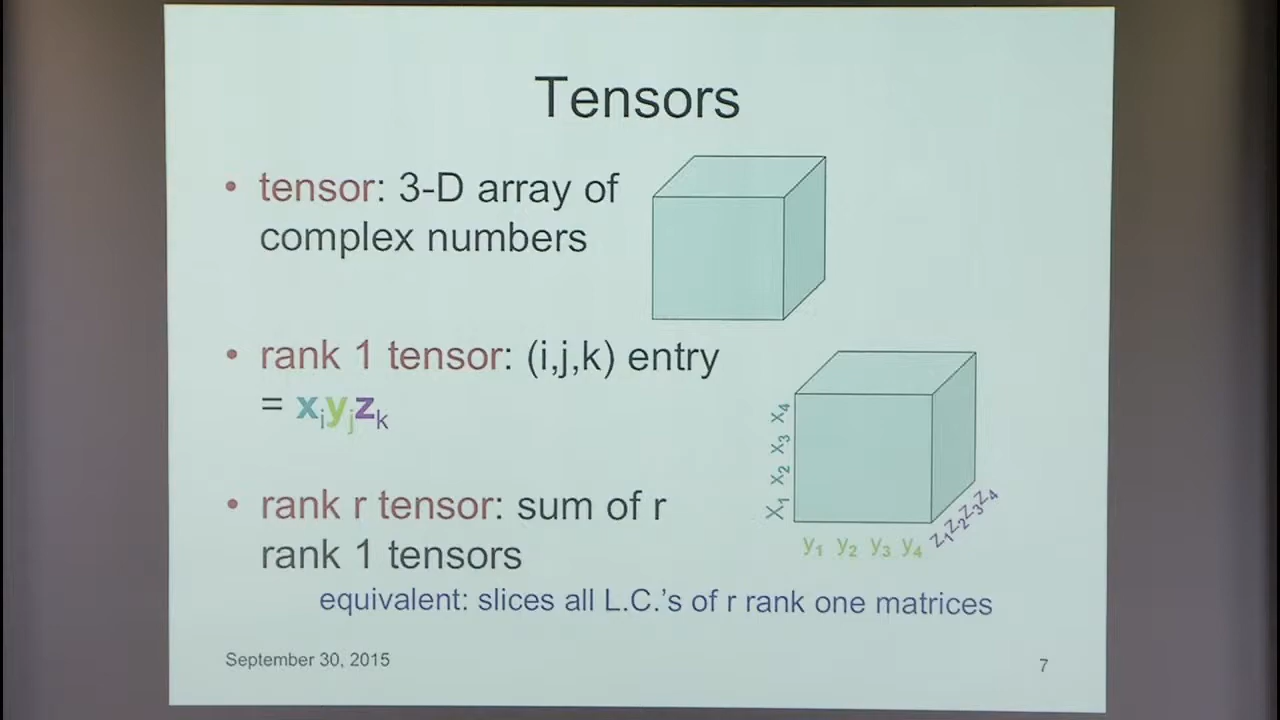 Tensors
• tensor: 3-D array of
complex numbers
• rank 1 tensor: (i,j,k) entry
= xᵢyⱼzₖ
x₁ x₂ x₃ x₄
y₁ y₂ y₃ y₄
z₁z₂z₃z₄
• rank r tensor: sum of r
rank 1 tensors
equivalent: slices all L.C.'s of r rank one matrices
September 30, 2015
7